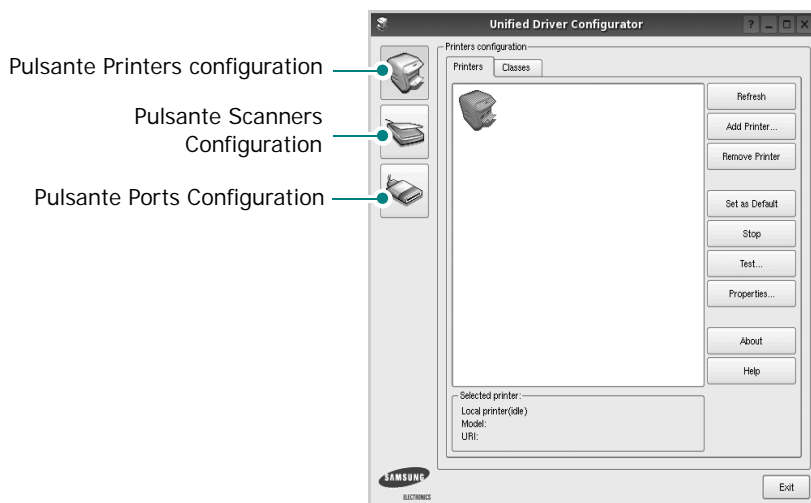 Unified Driver Configurator
Pulsante Printers configuration
Pulsante Scanners
Configuration
Pulsante Ports Configuration
Printers configuration
Printers
Classes
Refresh
Add Printer...
Remove Printer
Set as Default
Stop
Test...
Properties...
About
Help
Selected printer:
Local printer(idle)
Model:
URI:
SAMSUNG
ELECTRONICS
Exit